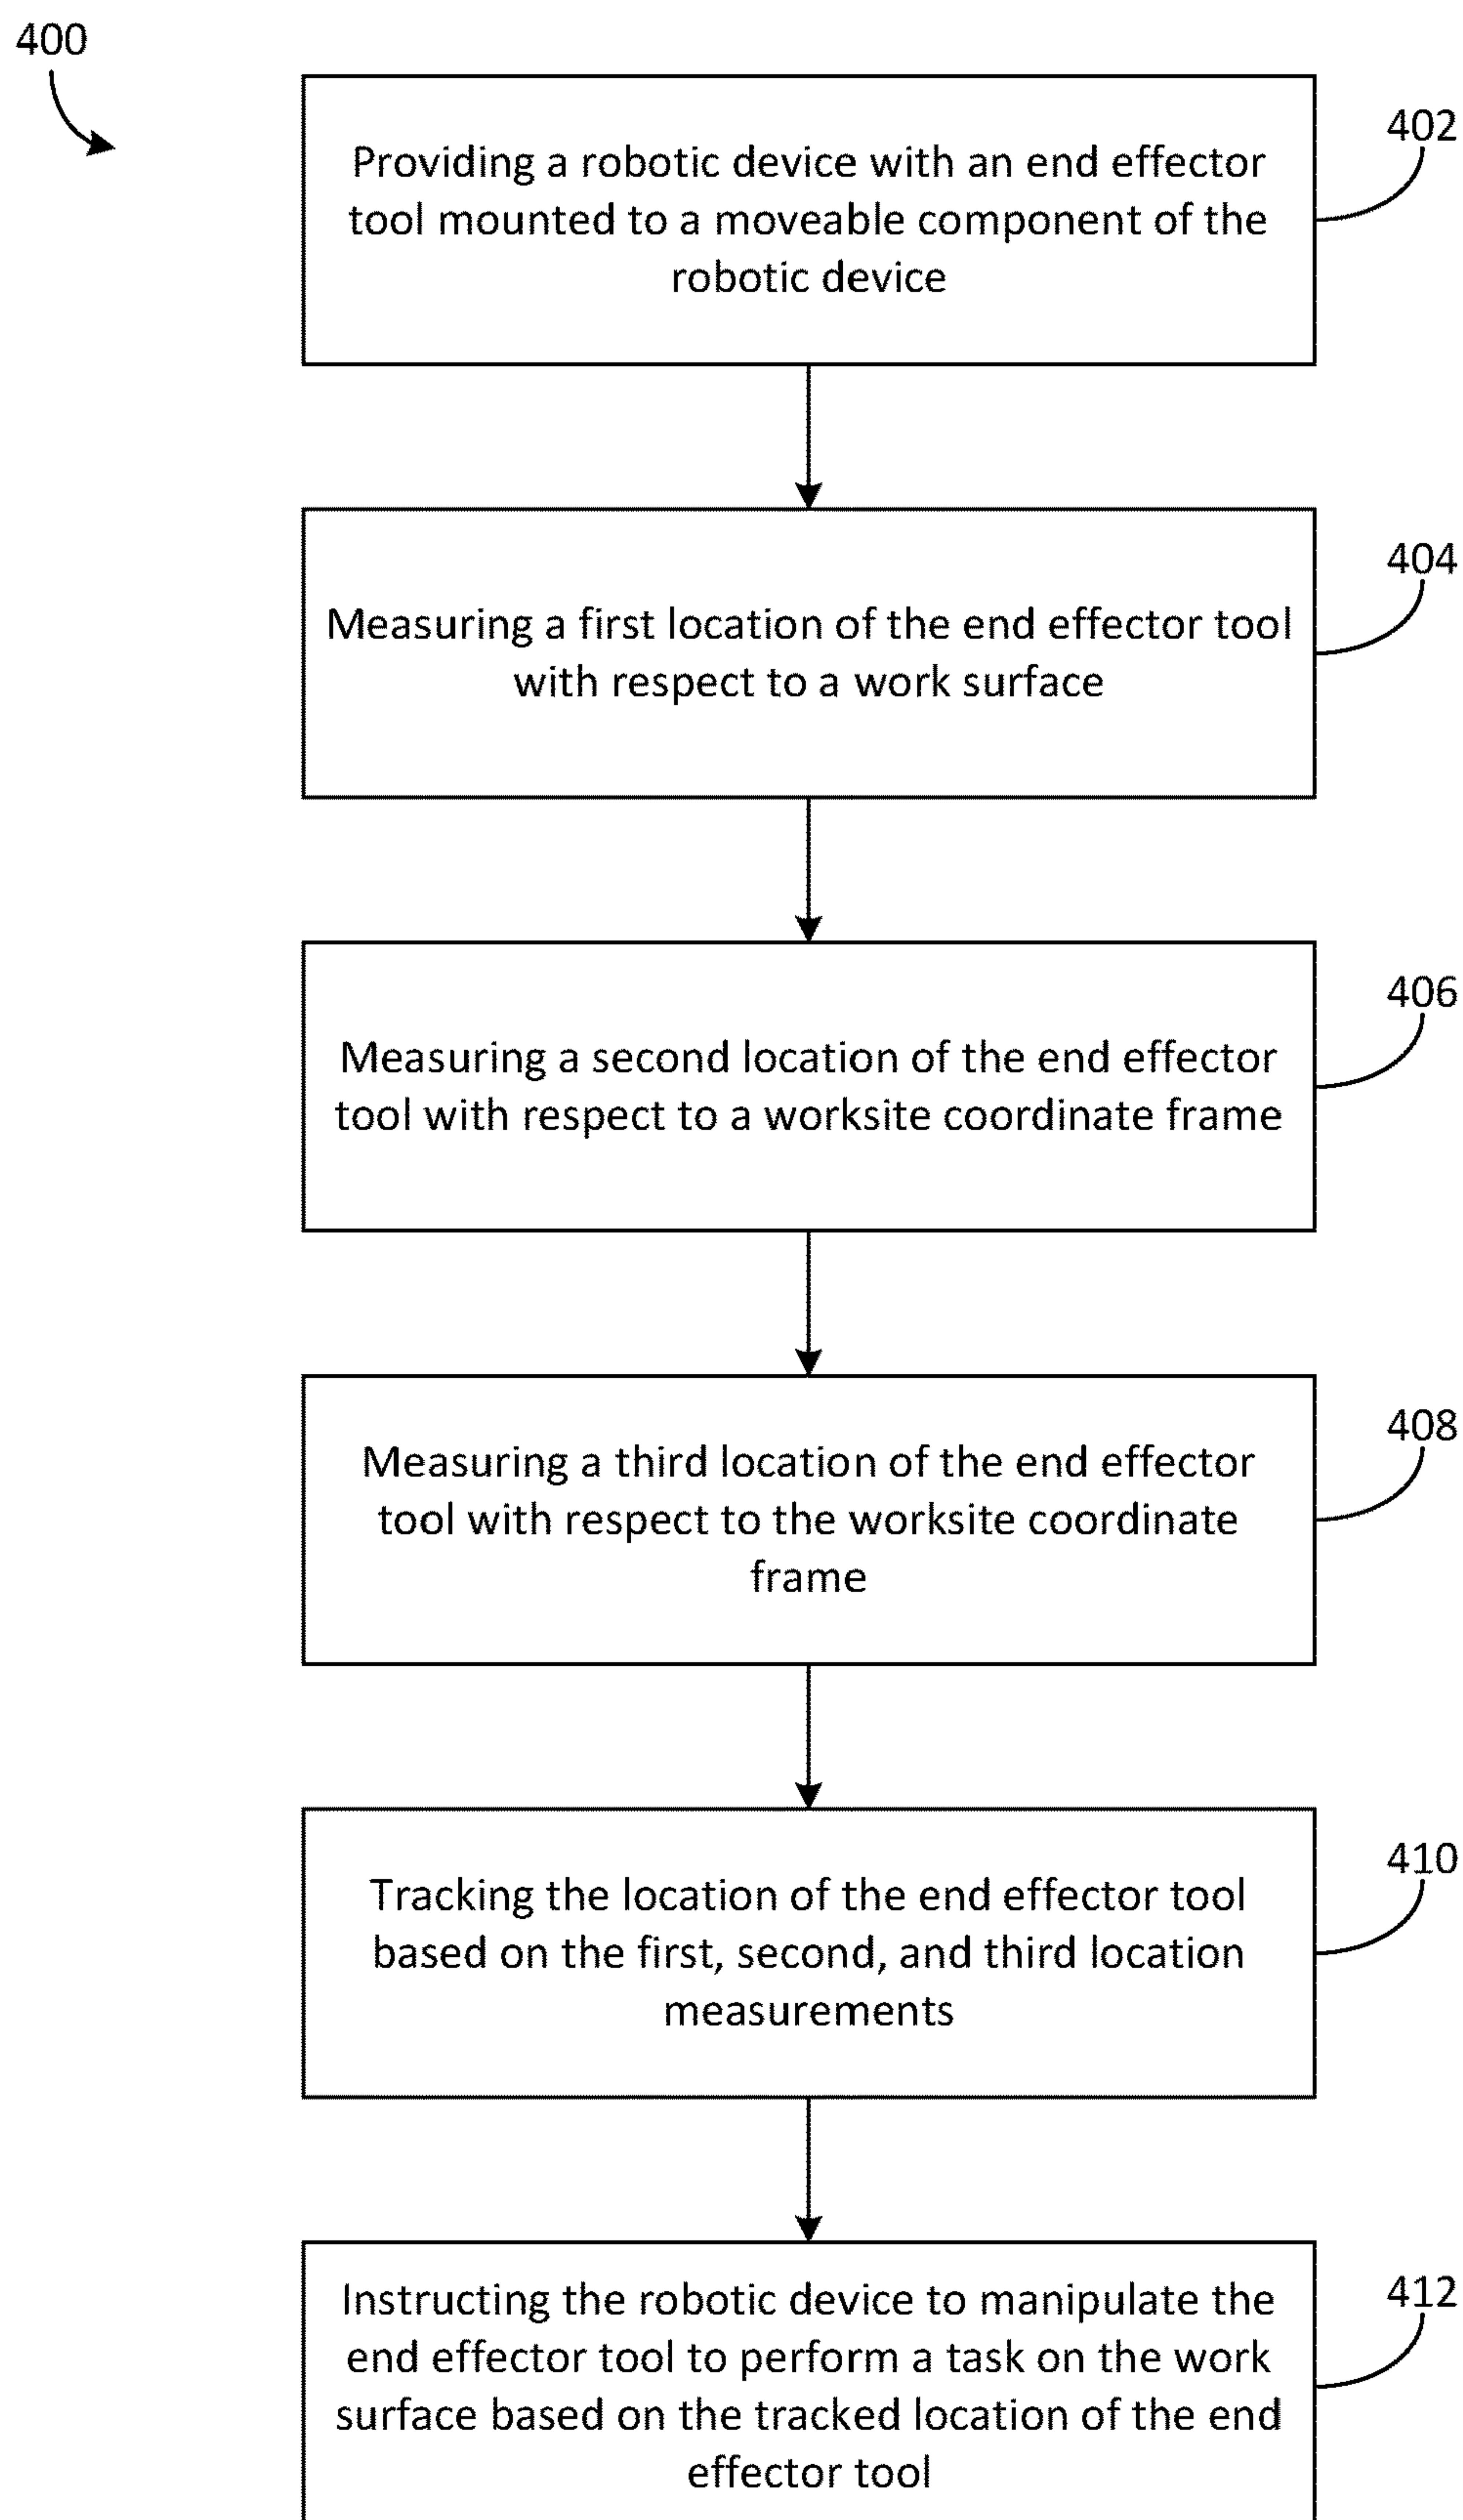 400
402
Providing a robotic device with an end effector
tool mounted to a moveable component of the
robotic device
404
Measuring a first location of the end effector tool
with respect to a work surface
406
Measuring a second location of the end effector
tool with respect to a worksite coordinate frame
408
Measuring a third location of the end effector
tool with respect to the worksite coordinate
frame
410
Tracking the location of the end effector tool
based on the first, second, and third location
measurements
412
Instructing the robotic device to manipulate the
end effector tool to perform a task on the work
surface based on the tracked location of the end
effector tool